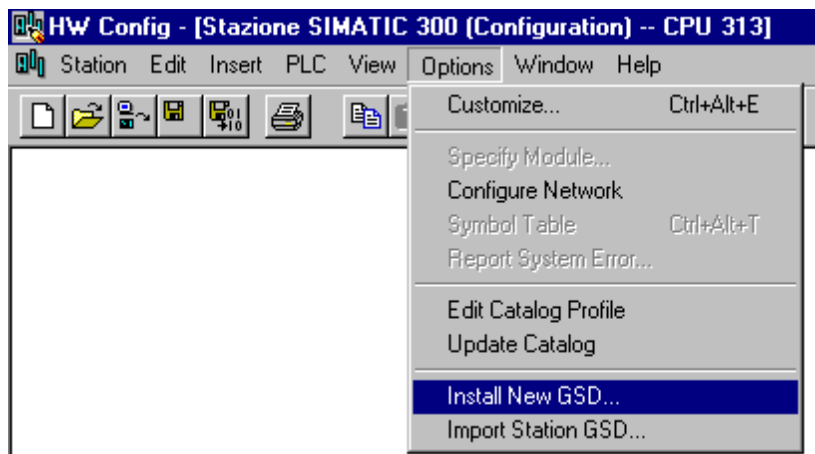 HW Config - [Stazione SIMATIC 300 (Configuration) -- CPU 313]
Station Edit Insert PLC View Options Window Help
Customize... Ctrl+Alt+E
Specify Module...
Configure Network
Symbol Table Ctrl+Alt+T
Report System Error...
Edit Catalog Profile
Update Catalog
Install New GSD...
Import Station GSD...